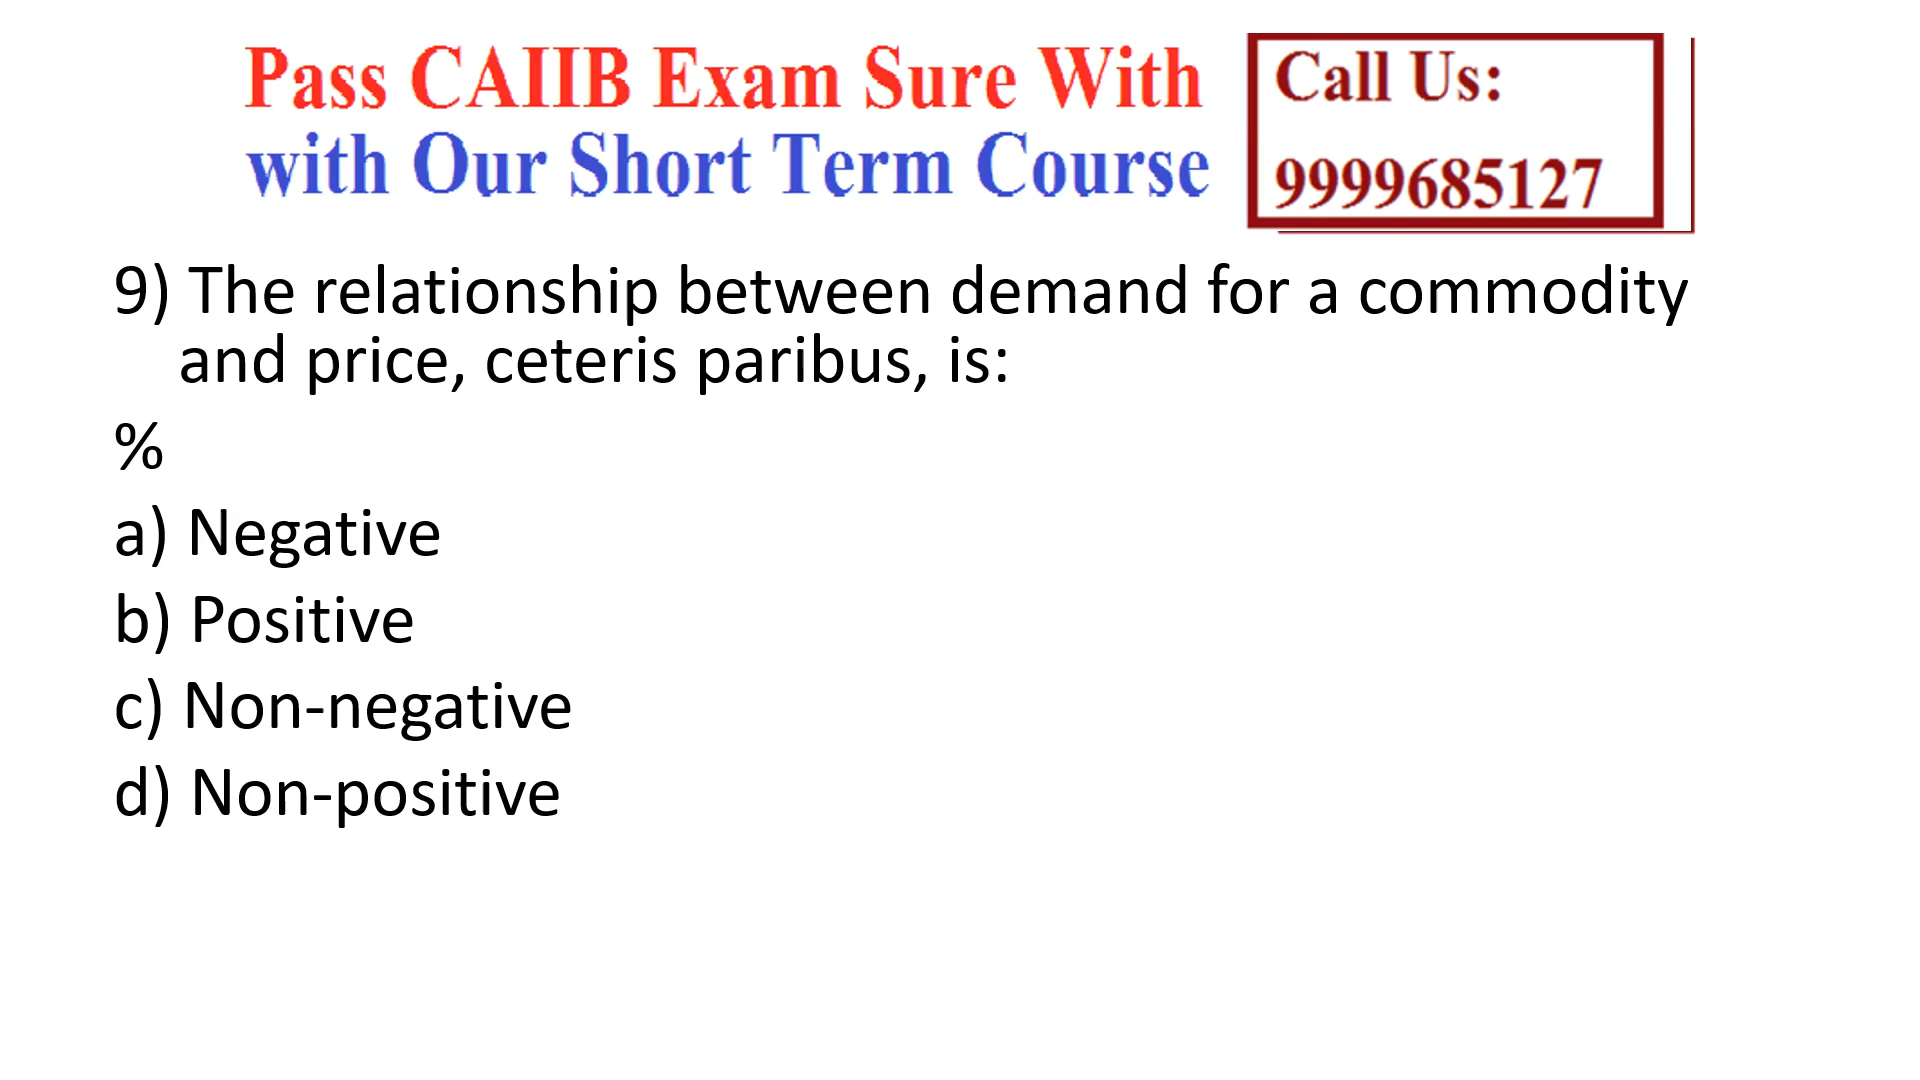 Pass CAIIB Exam Sure With
with Our Short Term Course
Call Us:
9999685127
9) The relationship between demand for a commodity
and price, ceteris paribus, is:
%
a) Negative
b) Positive
c) Non-negative
d) Non-positive